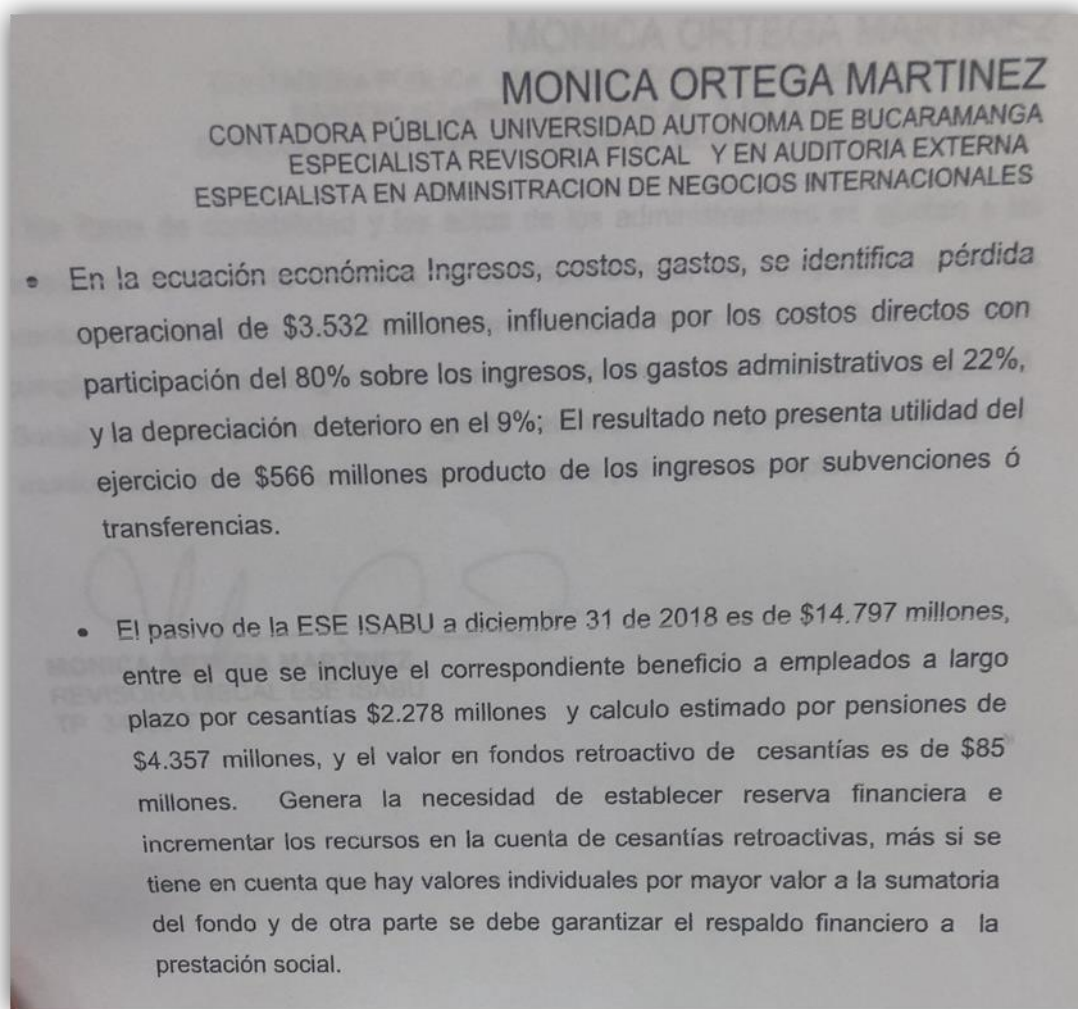 MONICA ORTEGA MARTINEZ
CONTADORA PÚBLICA UNIVERSIDAD AUTONOMA DE BUCARAMANGA
ESPECIALISTA REVISORIA FISCAL Y EN AUDITORIA EXTERNA
ESPECIALISTA EN ADMINSITRACION DE NEGOCIOS INTERNACIONALES
• En la ecuación económica Ingresos, costos, gastos, se identifica pérdida
operacional de $3.532 millones, influenciada por los costos directos con
participación del 80% sobre los ingresos, los gastos administrativos el 22%,
y la depreciación deterioro en el 9%; El resultado neto presenta utilidad del
ejercicio de $566 millones producto de los ingresos por subvenciones ó
transferencias.
• El pasivo de la ESE ISABU a diciembre 31 de 2018 es de $14.797 millones,
entre el que se incluye el correspondiente beneficio a empleados a largo
plazo por cesantías $2.278 millones y calculo estimado por pensiones de
$4.357 millones, y el valor en fondos retroactivo de cesantías es de $85
millones. Genera la necesidad de establecer reserva financiera e
incrementar los recursos en la cuenta de cesantías retroactivas, más si se
tiene en cuenta que hay valores individuales por mayor valor a la sumatoria
del fondo y de otra parte se debe garantizar el respaldo financiero a la
prestación social.